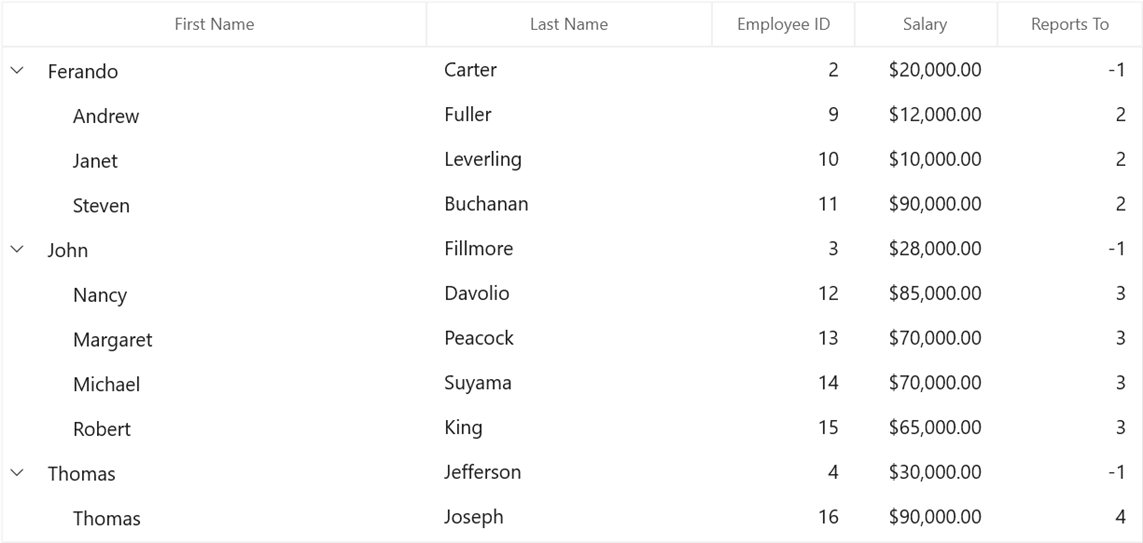 First Name Last Name Employee ID Salary Reports To
Ferando Carter 2 $20,000.00 -1
Andrew Fuller 9 $12,000.00 2
Janet Leverling 10 $10,000.00 2
Steven Buchanan 11 $90,000.00 2
John Fillmore 3 $28,000.00 -1
Nancy Davolio 12 $85,000.00 3
Margaret Peacock 13 $70,000.00 3
Michael Suyama 14 $70,000.00 3
Robert King 15 $65,000.00 3
Thomas Jefferson 4 $30,000.00 -1
Thomas Joseph 16 $90,000.00 4